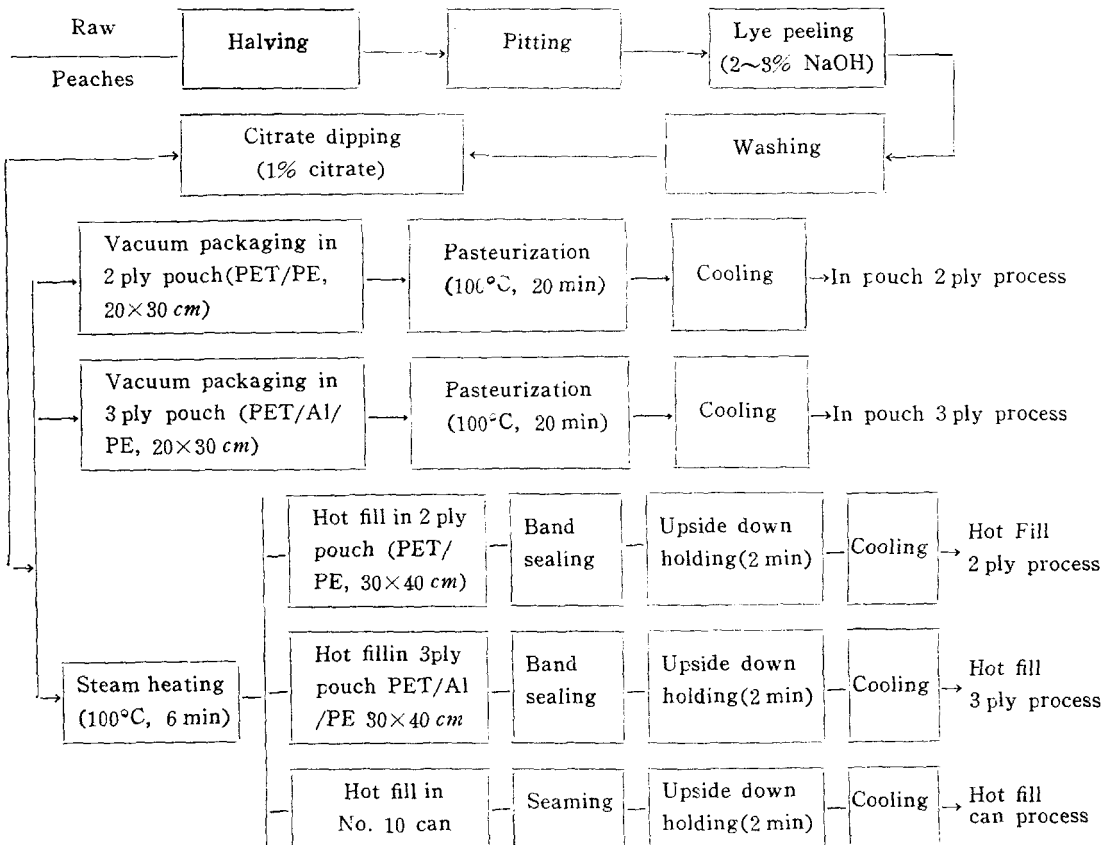 Raw
Peaches
Halving
Pitting
Lye peeling
(2~3% NaOH)
Washing
Citrate dipping
(1% citrate)
Vacuum packaging in
2 ply pouch(PET/PE,
20×30 cm)
Pasteurization
(100°C, 20 min)
Cooling
In pouch 2 ply process
Vacuum packaging in
3 ply pouch (PET/Al/
PE, 20×30 cm)
Pasteurization
(100°C, 20 min)
Cooling
In pouch 3 ply process
Steam heating
(100°C, 6 min)
Hot fill in 2 ply
pouch (PET/
PE, 30×40 cm)
Band
sealing
Upside down
holding(2 min)
Cooling
Hot Fill
2 ply process
Hot fillin 3ply
pouch PET/Al
/PE 30×40 cm
Band
sealing
Upside down
holding(2 min)
Cooling
Hot fill
3 ply process
Hot fill in
No. 10 can
Seaming
Upside down
holding(2 min)
Cooling
Hot fill
can process